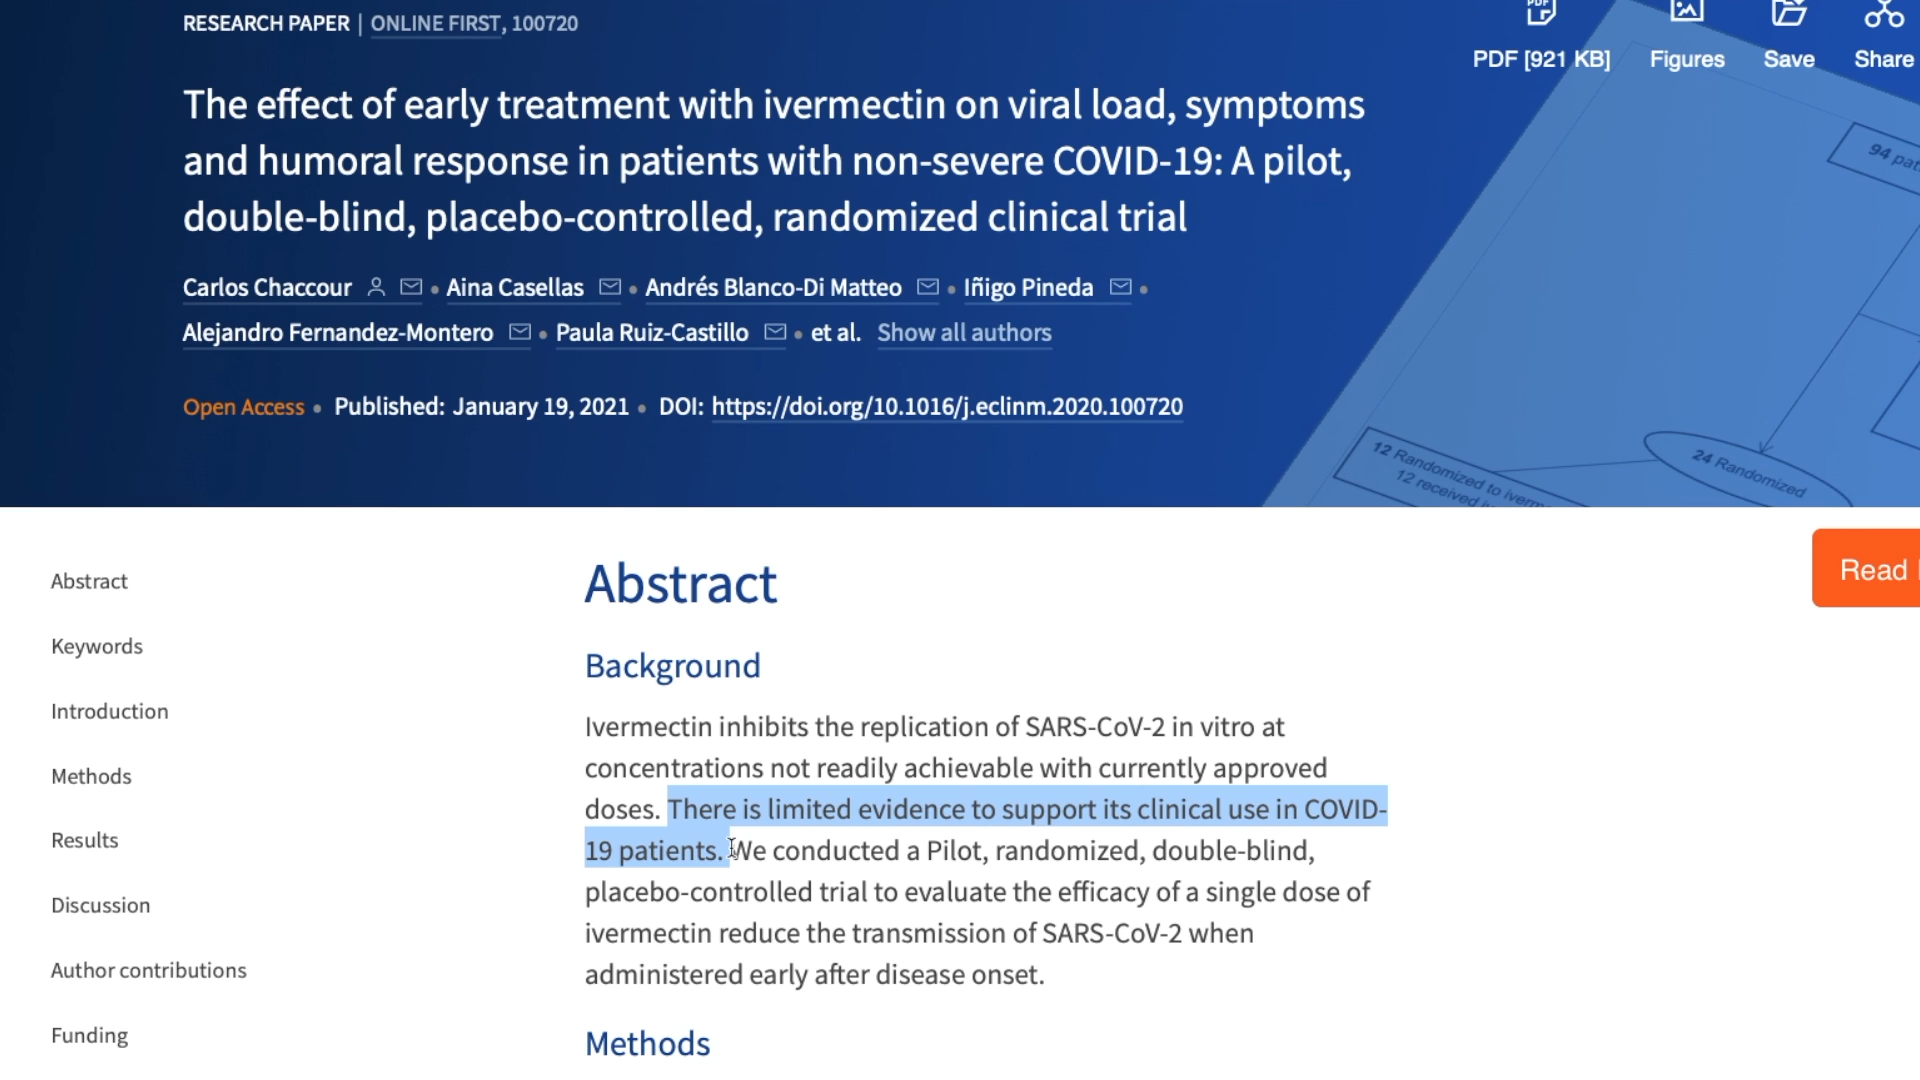 RESEARCH PAPER | ONLINE FIRST, 100720
PDF [921 KB] Figures Save Share
The effect of early treatment with ivermectin on viral load, symptoms
and humoral response in patients with non-severe COVID-19: A pilot,
double-blind, placebo-controlled, randomized clinical trial
Carlos Chaccour • Aina Casellas • Andrés Blanco-Di Matteo • Iñigo Pineda •
Alejandro Fernandez-Montero • Paula Ruiz-Castillo • et al. Show all authors
Open Access • Published: January 19, 2021 • DOI: https://doi.org/10.1016/j.eclinm.2020.100720
94
12 Randomized to
12 received
24 Randomized
Read
Abstract
Keywords
Introduction
Methods
Results
Discussion
Author contributions
Funding
Abstract
Background
Ivermectin inhibits the replication of SARS-CoV-2 in vitro at
concentrations not readily achievable with currently approved
doses. There is limited evidence to support its clinical use in COVID-
19 patients. We conducted a Pilot, randomized, double-blind,
placebo-controlled trial to evaluate the efficacy of a single dose of
ivermectin reduce the transmission of SARS-CoV-2 when
administered early after disease onset.
Methods